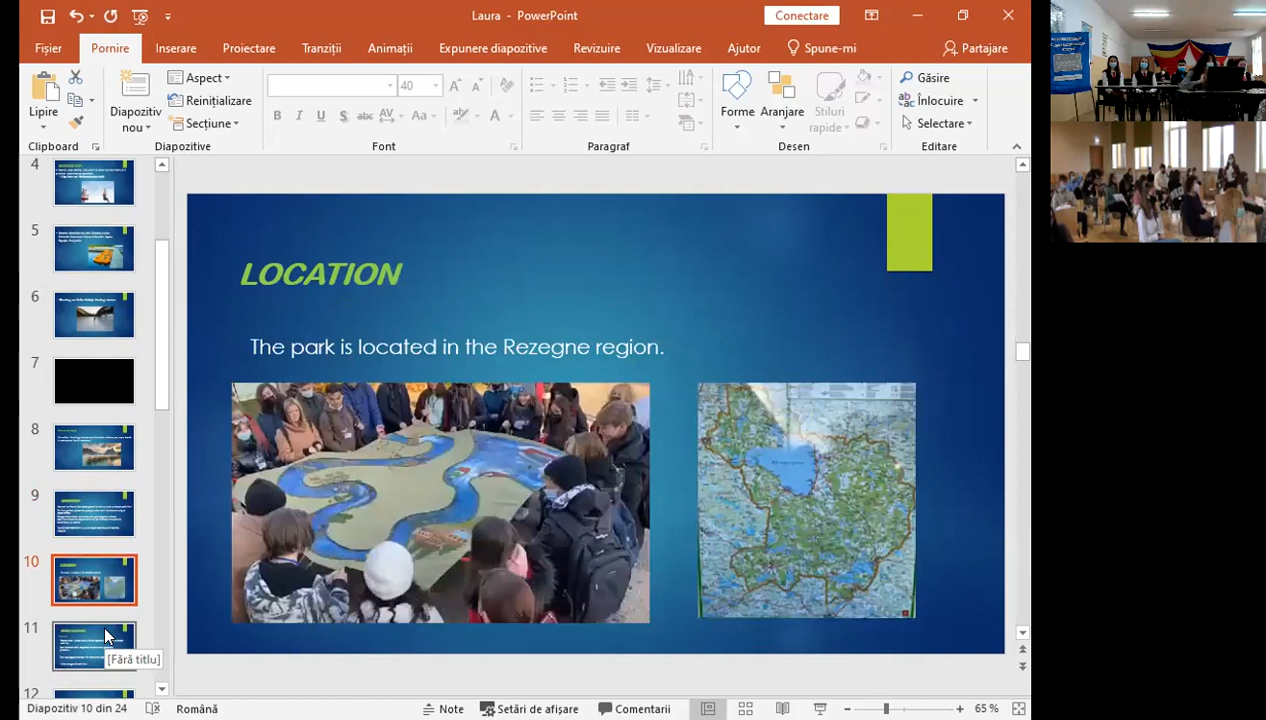 Laura - PowerPoint
Conectare
Fișier
Pornire
Inserare
Proiectare
Tranziții
Animații
Expunere diapozitive
Revizuire
Vizualizare
Ajutor
Spune-mi
Partajare
Lipire
Diapozitiv
nou
Aspect
Reinițializare
Secțiune
40
B I U S abc AV Aa
Forme
Aranjare
Stiluri
rapide
Găsire
Înlocuire
Selectare
Clipboard
Diapozitive
Font
Paragraf
Desen
Editare
4
5
6
7
8
9
10
11
12
[Fără titlu]
LOCATION
The park is located in the Rezegne region.
Diapozitiv 10 din 24
Română
Note
Setări de afișare
Comentarii
65 %